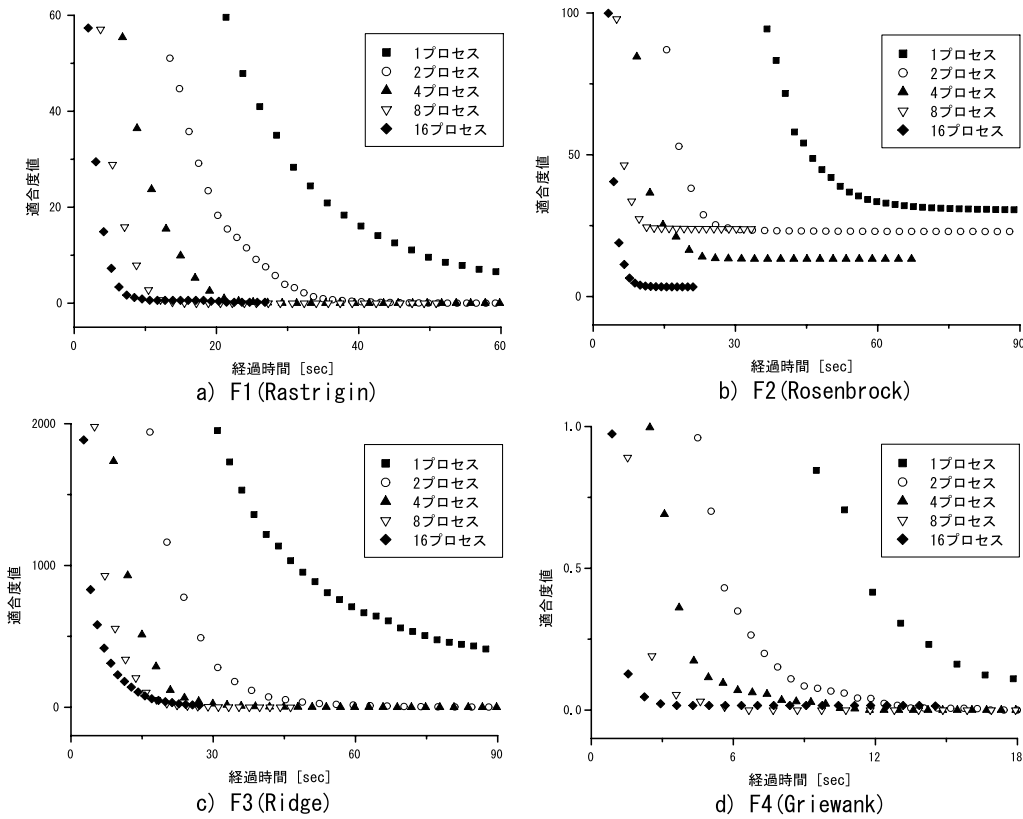 60
40
20
0
適合度値
0
20
40
60
経過時間 [sec]
1プロセス
2プロセス
4プロセス
8プロセス
16プロセス
a) F1(Rastrigin)
100
50
0
適合度値
0
30
60
90
経過時間 [sec]
1プロセス
2プロセス
4プロセス
8プロセス
16プロセス
b) F2(Rosenbrock)
2000
1000
0
適合度値
0
30
60
90
経過時間 [sec]
1プロセス
2プロセス
4プロセス
8プロセス
16プロセス
c) F3(Ridge)
1.0
0.5
0.0
適合度値
0
6
12
18
経過時間 [sec]
1プロセス
2プロセス
4プロセス
8プロセス
16プロセス
d) F4(Griewank)